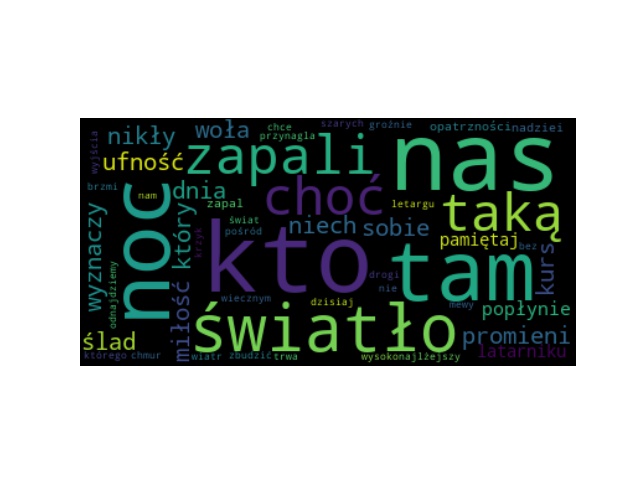 szarych groźnie opatrzności nadziei
nikły woła chce przynagla
wyjścia ufność zapali nas
brzmi nam dnia choć letargu taką
noc który zapal niech sobie pamiętaj
wyznaczy świat pośród kto tam kurs
odnajdziemy krzyk drogi nie bez
miłość wiecznym dzisiaj mewy popłynie
ślad światło promieni
którego chmur wiatr zbudzić trwa wysokonajlżejszy latarniku